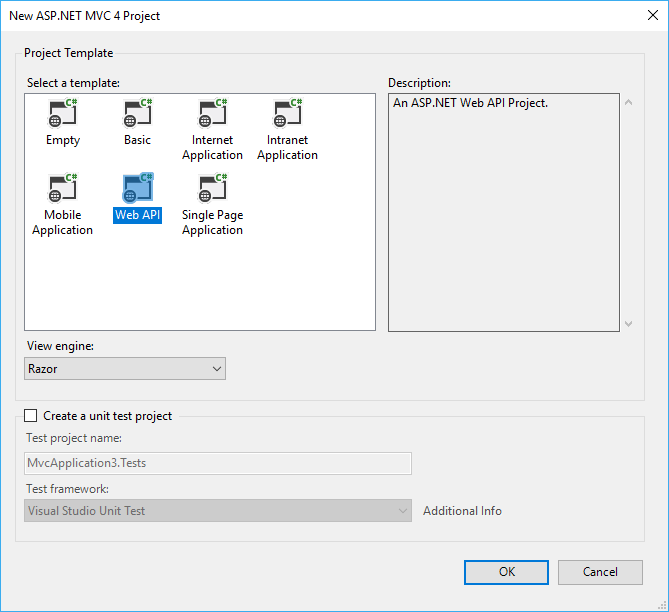 New ASP.NET MVC 4 Project
Project Template
Select a template:
Description:
C# C# C# C#
An ASP.NET Web API Project.
Empty Basic Internet Application Intranet Application
C# C# C#
Mobile Application Web API Single Page Application
View engine:
Razor
Create a unit test project
Test project name:
MvcApplication3.Tests
Test framework:
Visual Studio Unit Test
Additional Info
OK Cancel